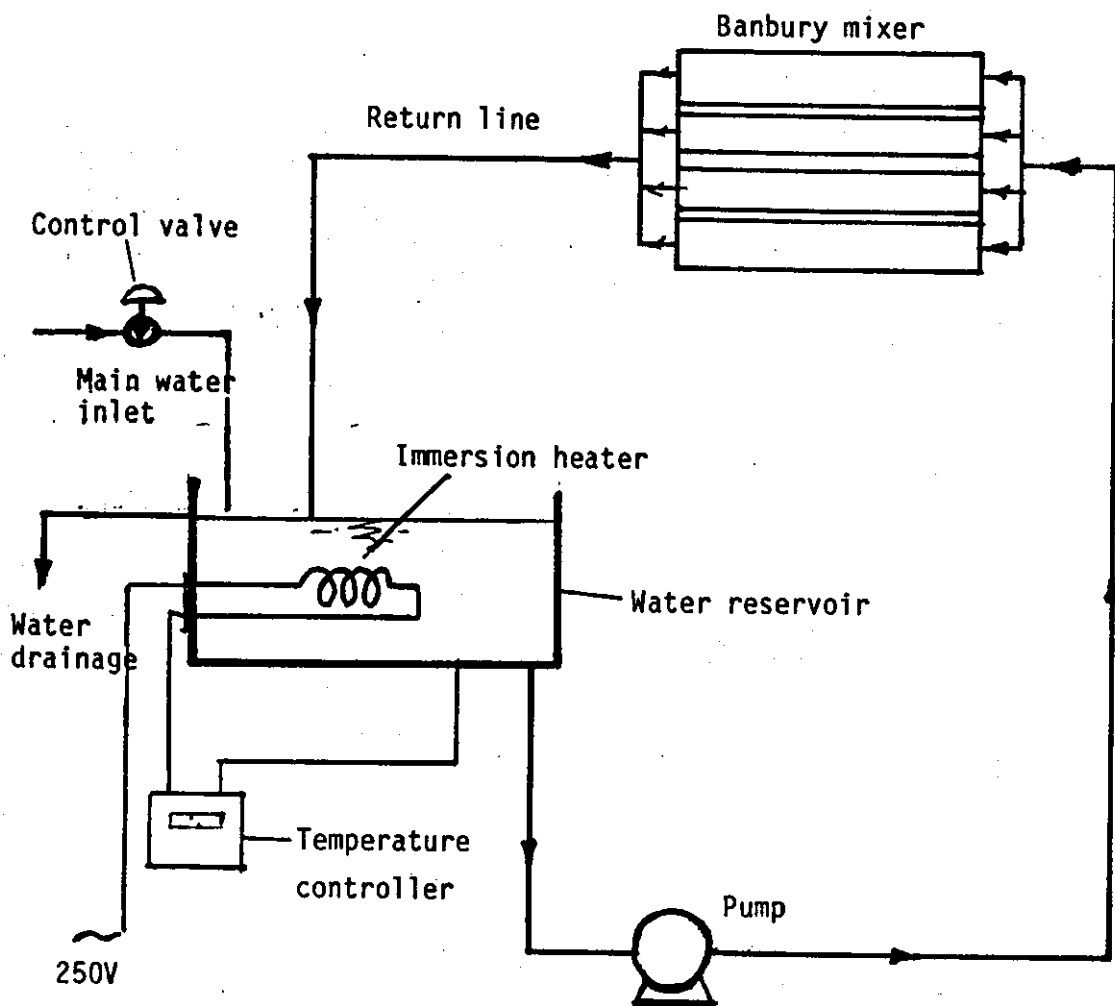 Banbury mixer
Return line
Control valve
Main water
inlet
Immersion heater
Water reservoir
Water
drainage
Temperature
controller
Pump
250V